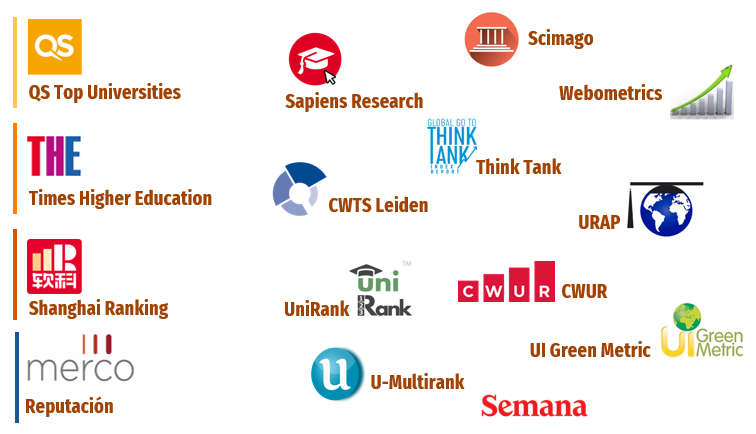 QS
QS Top Universities
THE
Times Higher Education
软科
Shanghai Ranking
merco
Reputación
Sapiens Research
CWTS Leiden
uni
TM
123
Rank
UniRank
u
U-Multirank
Scimago
Webometrics
GLOBAL GO TO
THINK
TANK
INDEX
REPORT
Think Tank
URAP
CWUR
CWUR
UI Green
Metric
UI Green Metric
Semana